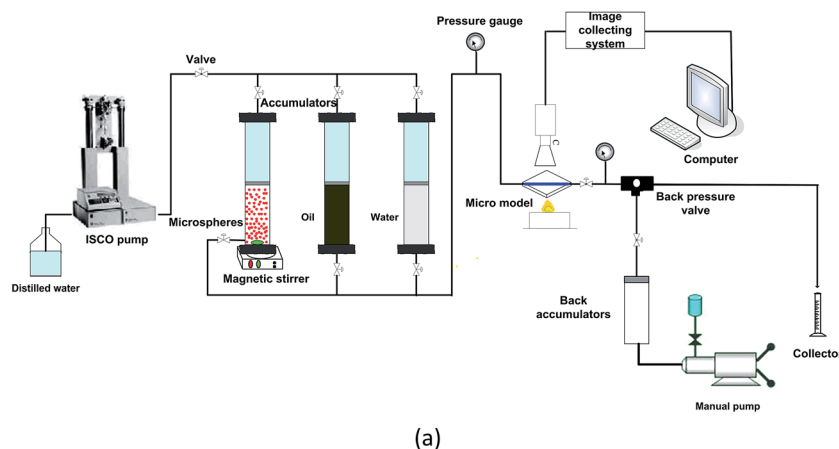 Pressure gauge
Image
collecting
system
Valve
Accumulators
C
Computer
Microspheres
Oil
Water
Micro model
Back pressure
valve
ISCO pump
Magnetic stirrer
Distilled water
Back
accumulators
Collecto
Manual pump
(a)